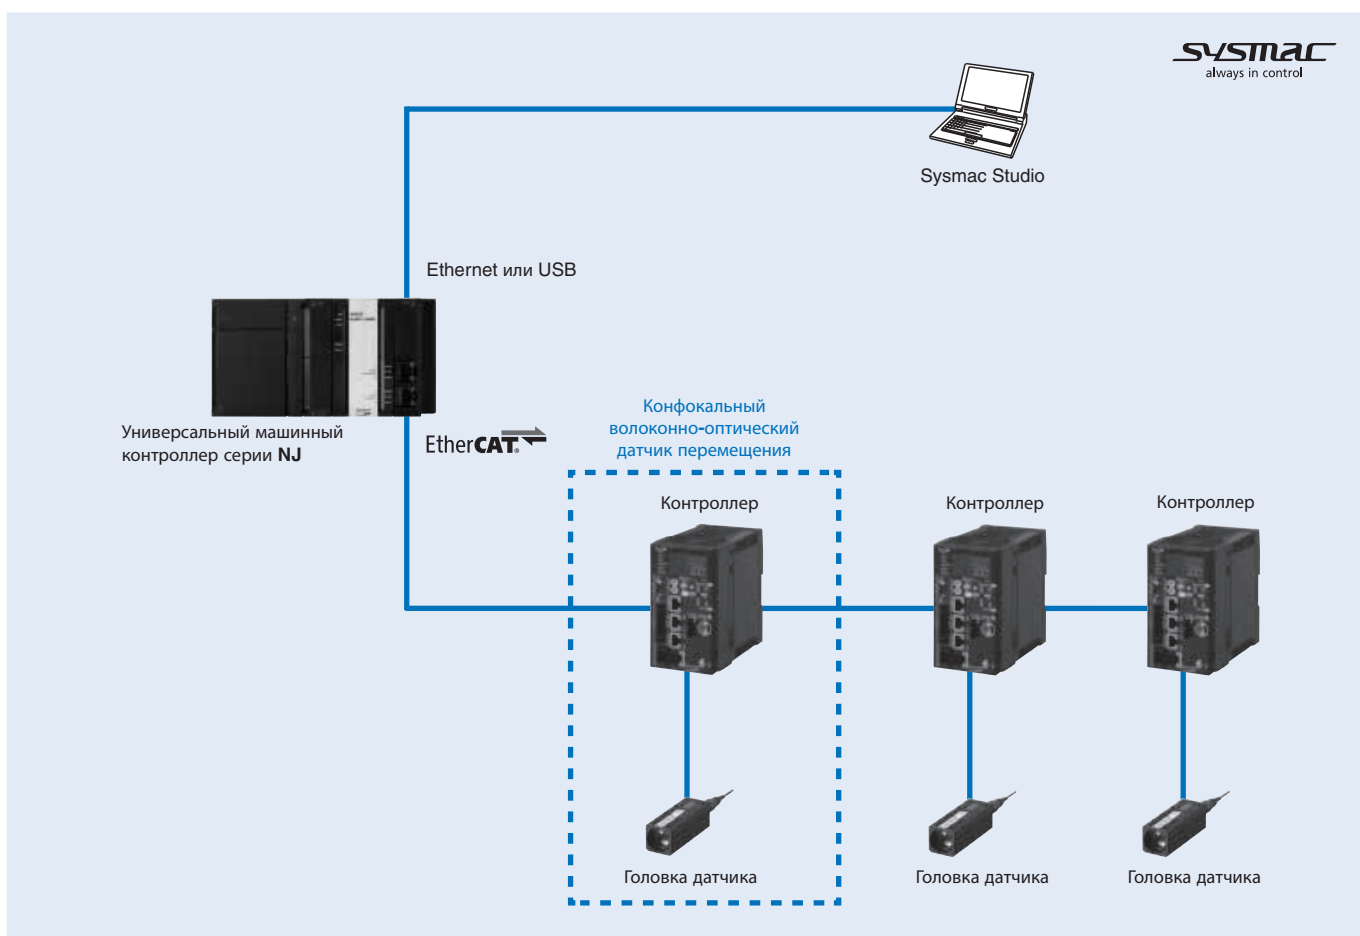 sysmac
always in control
Sysmac Studio
Ethernet или USB
Универсальный машинный
контроллер серии NJ
EtherCAT®
Конфокальный
волоконно-оптический
датчик перемещения
Контроллер
Контроллер
Контроллер
Головка датчика
Головка датчика
Головка датчика